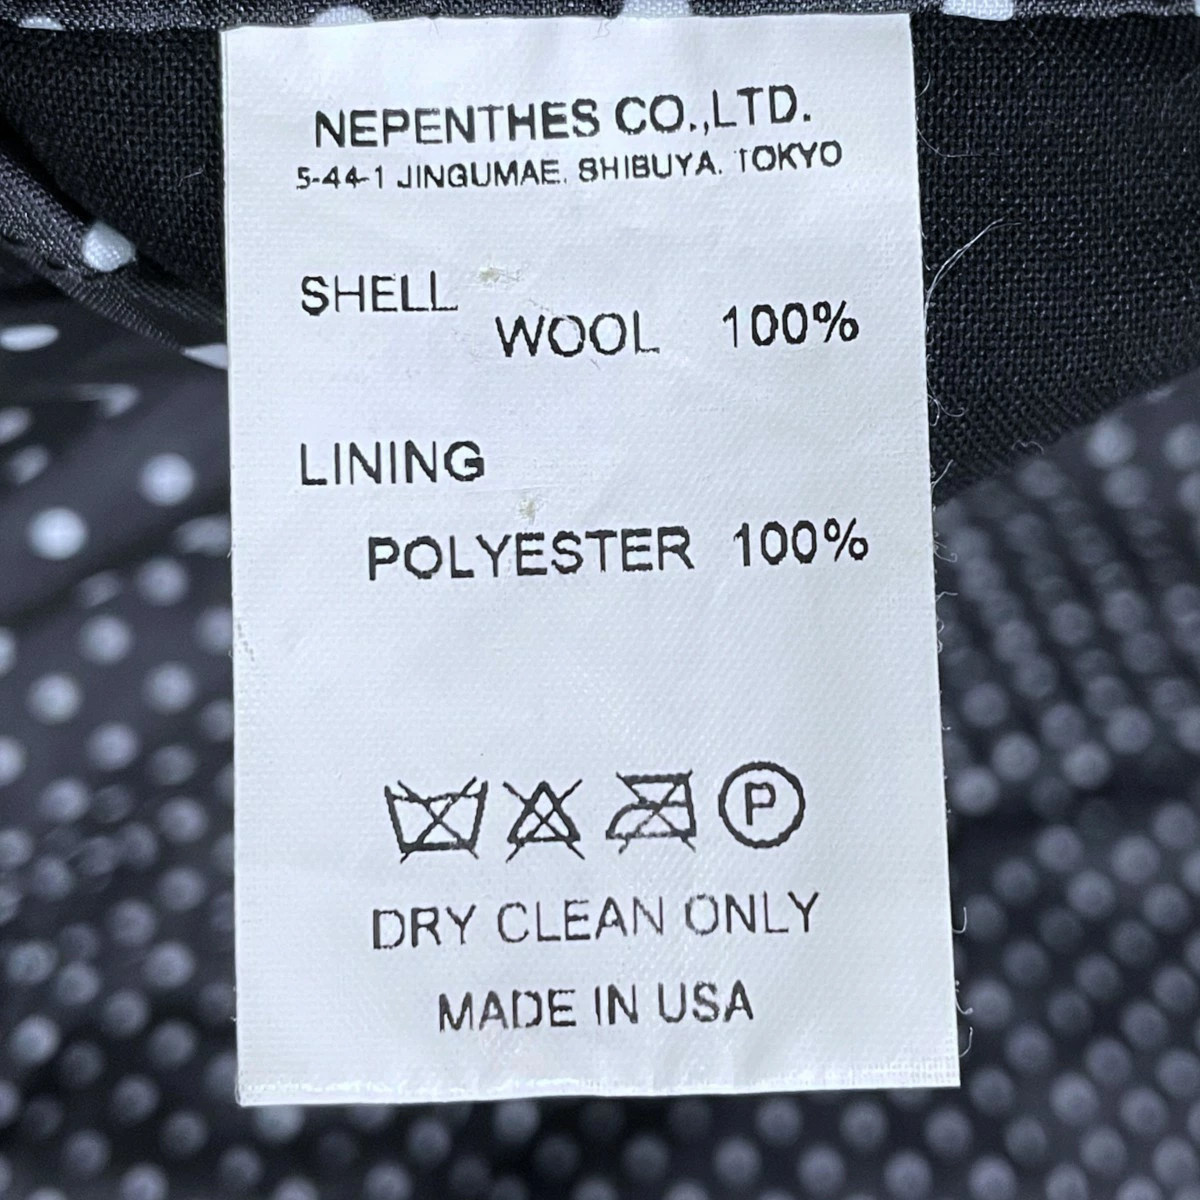 NEPENTHES CO.,LTD.
5-44-1 JINGUMAE. SHIBUYA. TOKYO
SHELL
WOOL 100%
LINING
POLYESTER 100%
P
DRY CLEAN ONLY
MADE IN USA